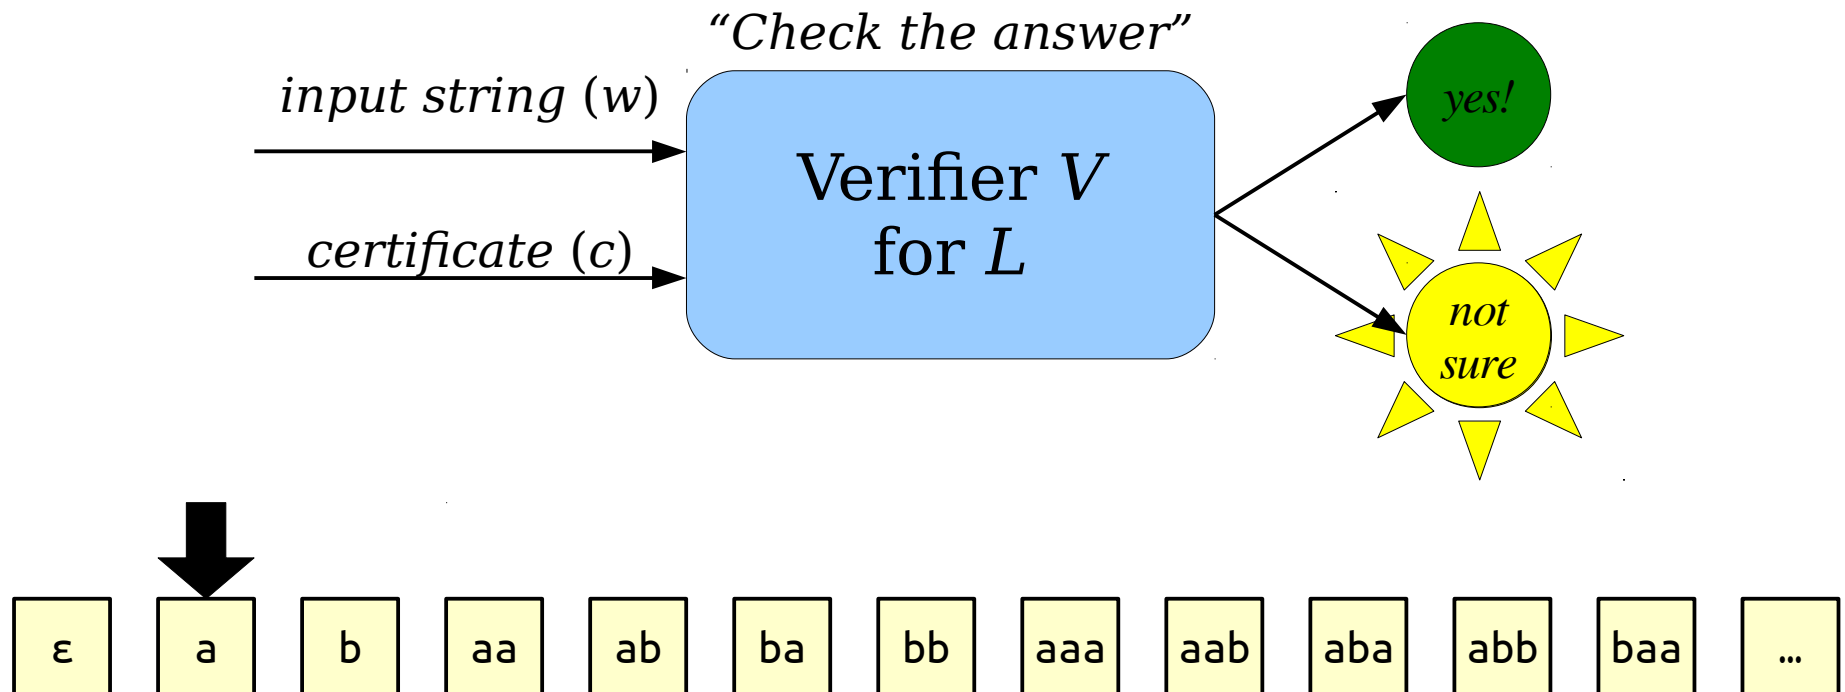 “Check the answer”
input string (w)
certificate (c)
Verifier V
for L
yes!
not
sure
ε a b aa ab ba bb aaa aab aba abb baa …